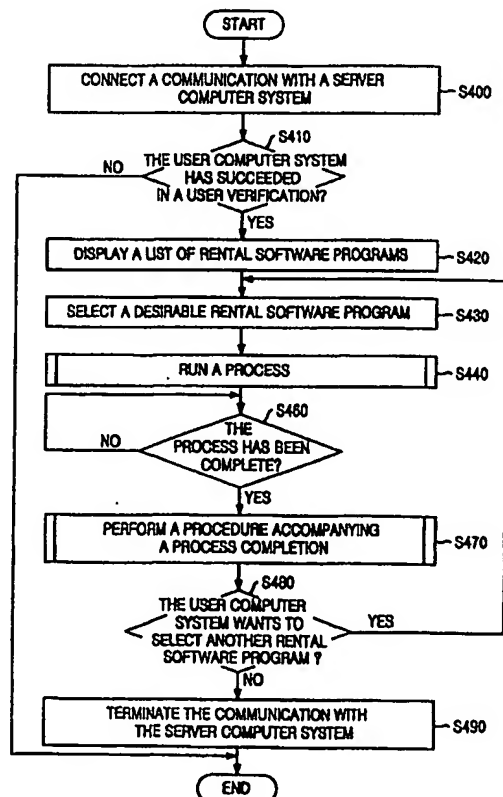 START
CONNECT A COMMUNICATION WITH A SERVER
COMPUTER SYSTEM
S400
S410
NO
THE USER COMPUTER SYSTEM
HAS SUCCEEDED
IN A USER VERIFICATION?
YES
DISPLAY A LIST OF RENTAL SOFTWARE PROGRAMS
S420
SELECT A DESIRABLE RENTAL SOFTWARE PROGRAM
S430
RUN A PROCESS
S440
S460
NO
THE
PROCESS HAS BEEN
COMPLETE?
YES
PERFORM A PROCEDURE ACCOMPANYING
A PROCESS COMPLETION
S470
S480
THE USER COMPUTER
SYSTEM WANTS TO
SELECT ANOTHER RENTAL
SOFTWARE PROGRAM ?
YES
NO
TERMINATE THE COMMUNICATION WITH
THE SERVER COMPUTER SYSTEM
S490
END